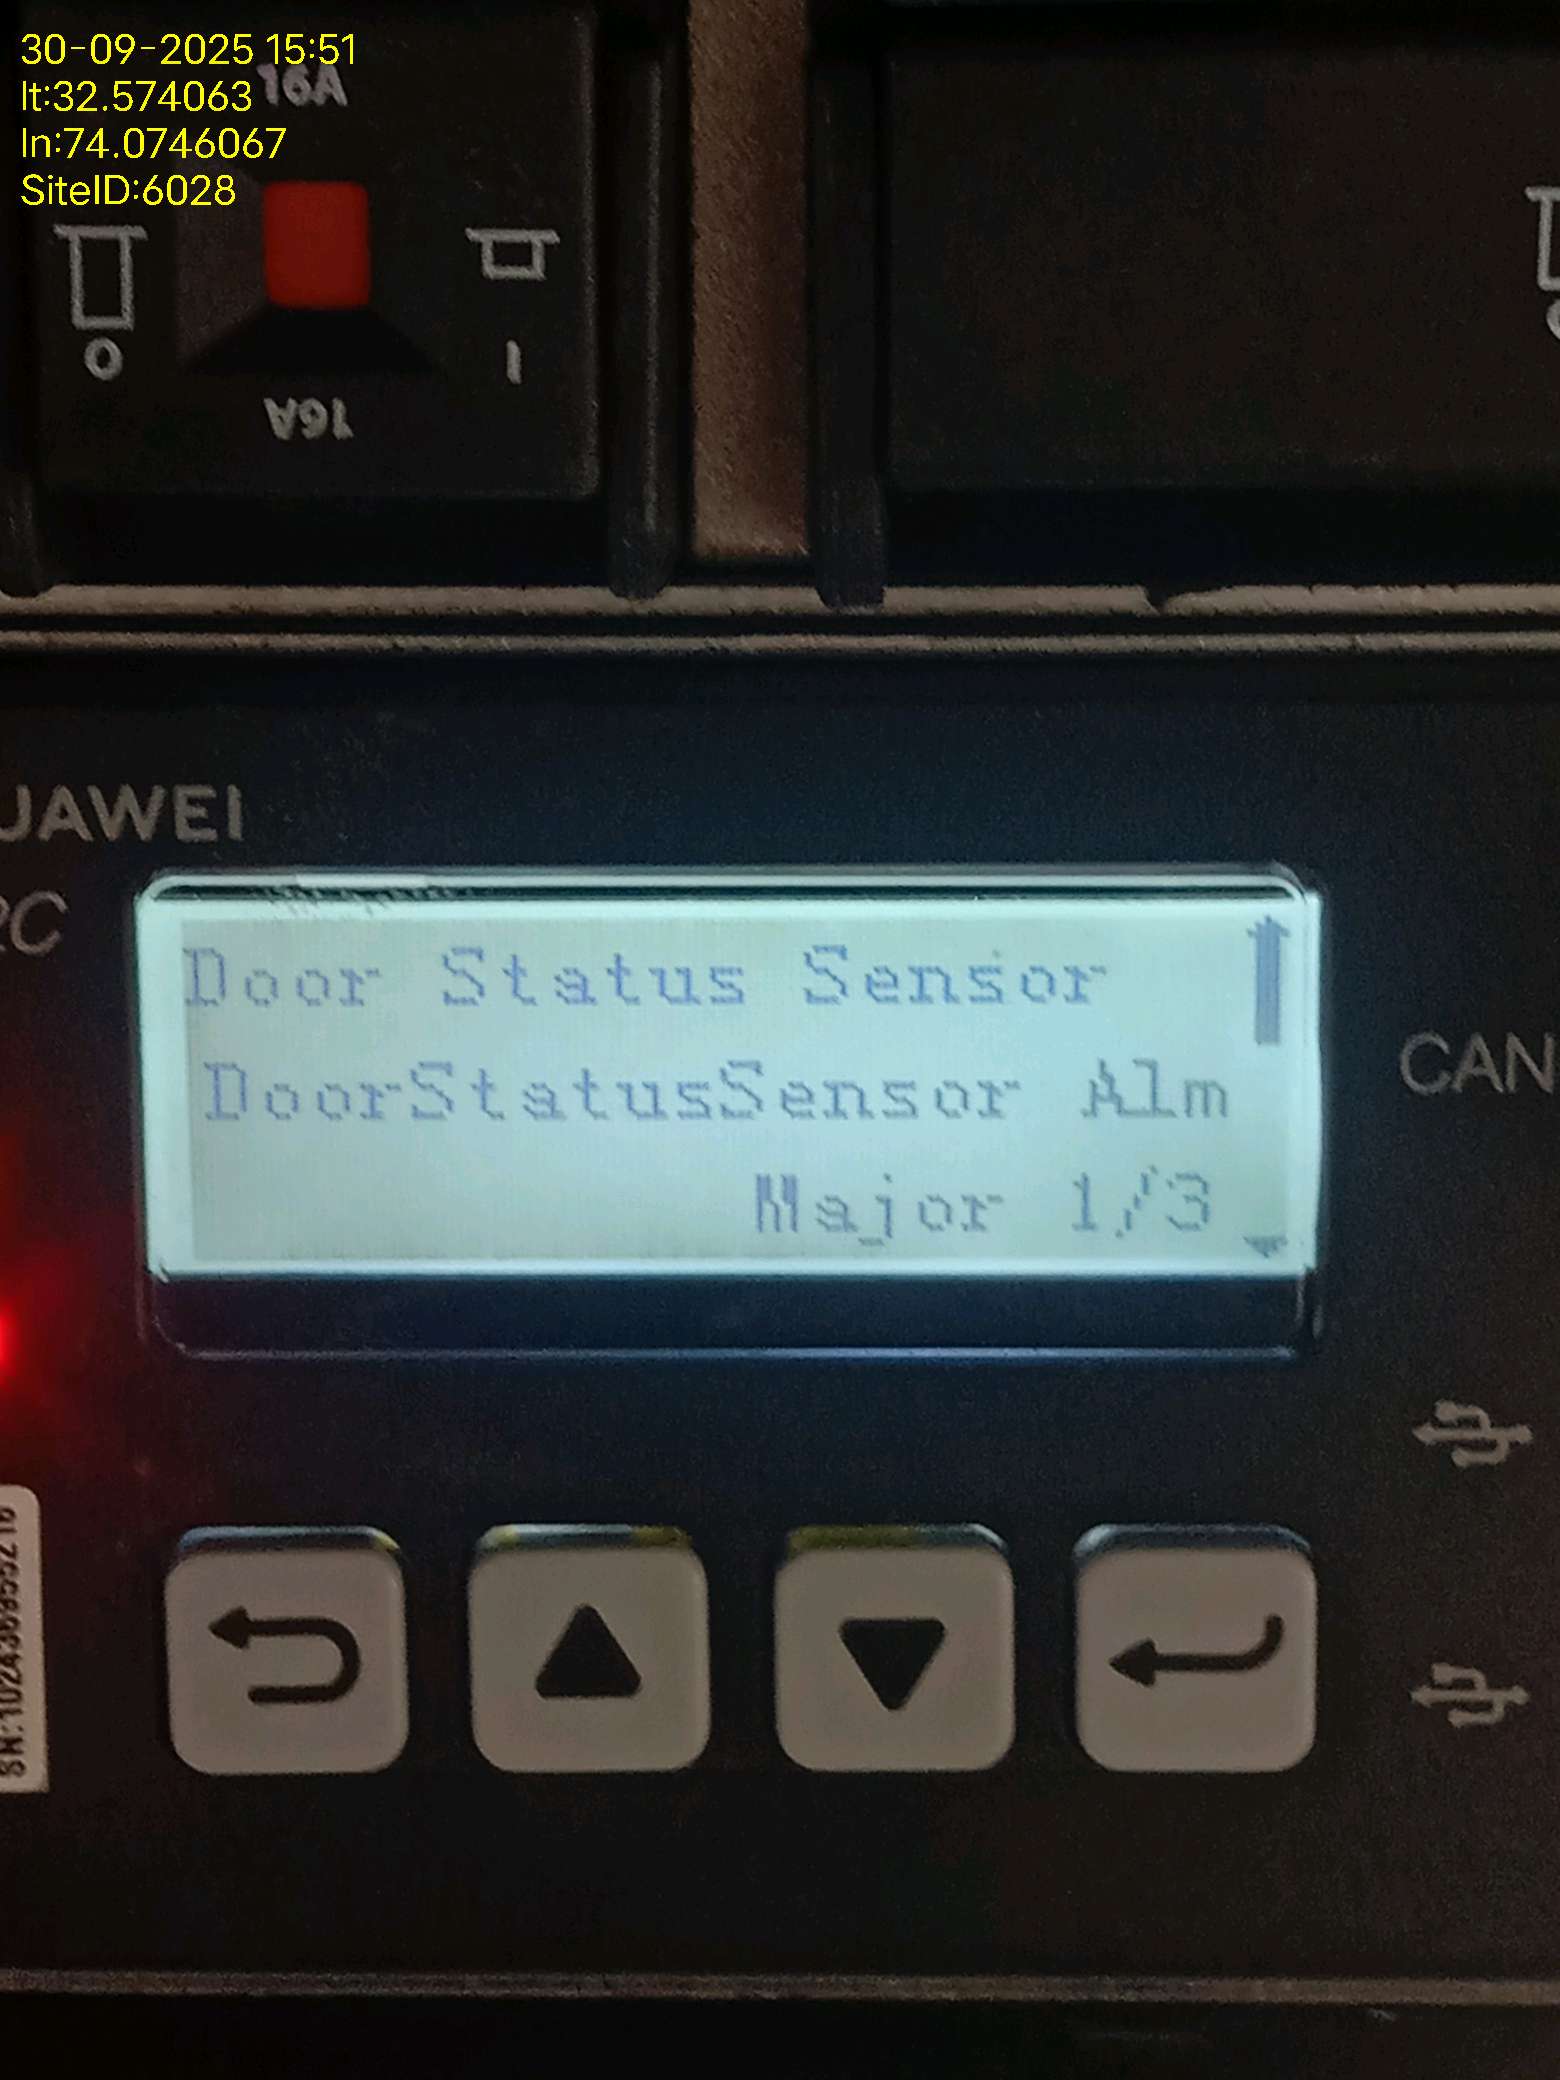 30-09-2025 15:51
lt:32.574063
ln:74.0746067
SiteID:6028
16A
O
I
16A
UAWEI
2C
Door Status Sensor
DoorStatusSensor Alm
Major 1/3
CAN